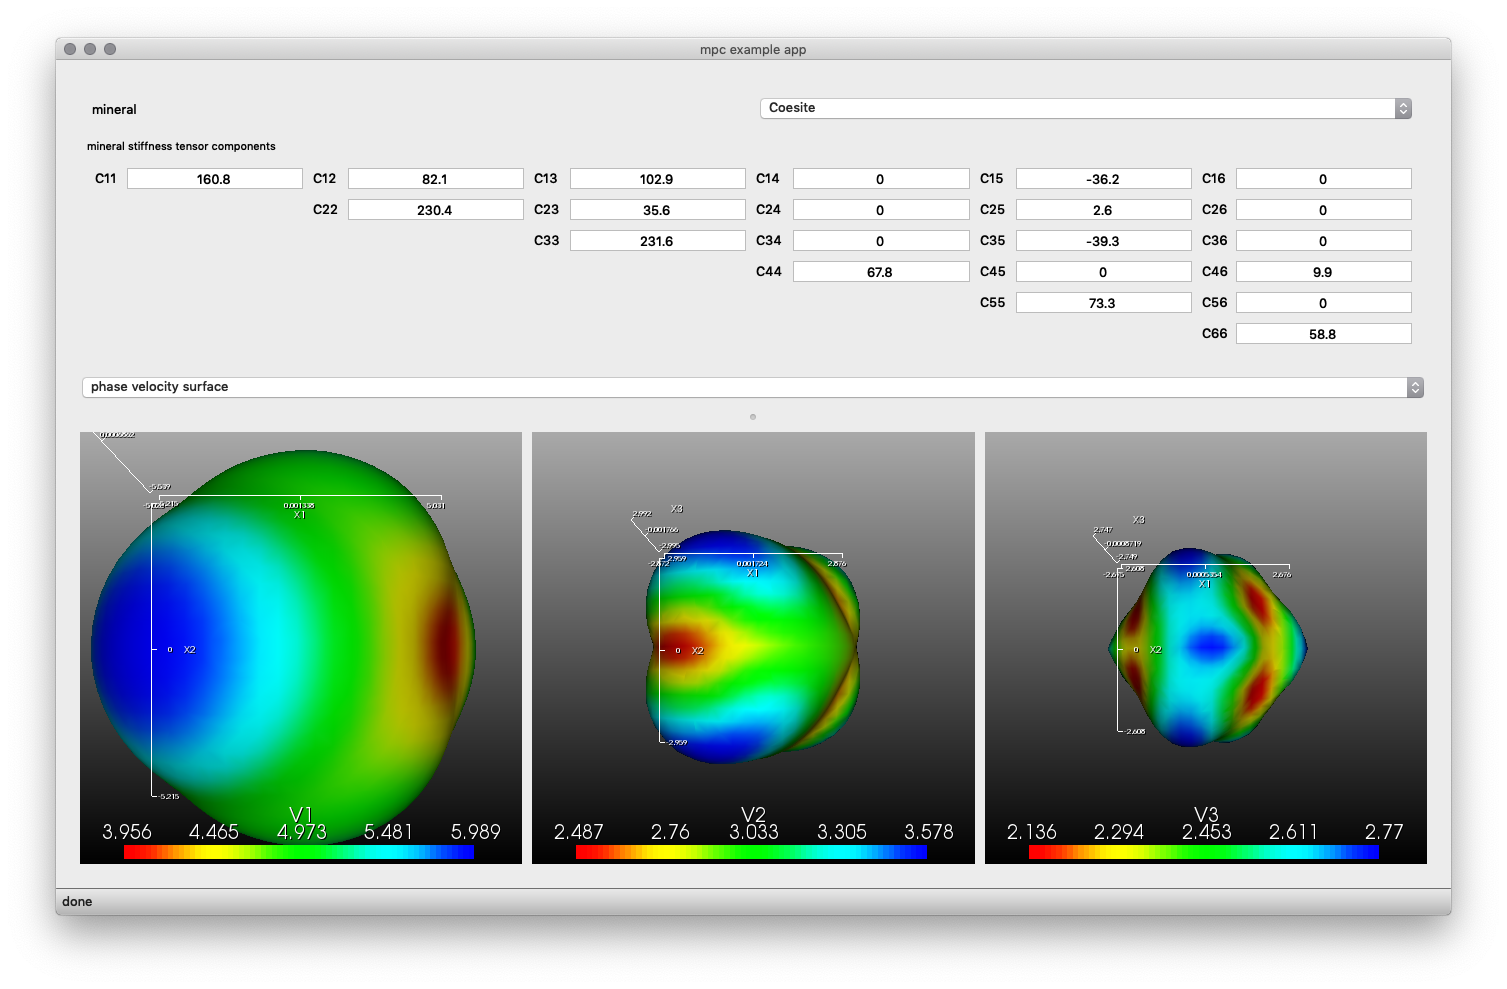 mpc example app
mineral Coesite
mineral stiffness tensor components
C11 160.8 C12 82.1 C13 102.9 C14 0 C15 -36.2 C16 0
C22 230.4 C23 35.6 C24 0 C25 2.6 C26 0
C33 231.6 C34 0 C35 -39.3 C36 0
C44 67.8 C45 0 C46 9.9
C55 73.3 C56 0
C66 58.8
phase velocity surface
-5.539
0.001338 5.031
X1
0 X2
-5.215
V1
3.956 4.465 4.973 5.481 5.989
2.992 X3
-0.001766
-2.995
-2.872 2.959 0.001724 2.876
X1
0 X2
-2.959
V2
2.487 2.76 3.033 3.305 3.578
X3
2.747
-0.0008719
-2.749
2.608
0.0005354 2.676
X1
0 X2
-2.608
V3
2.136 2.294 2.453 2.611 2.77
done